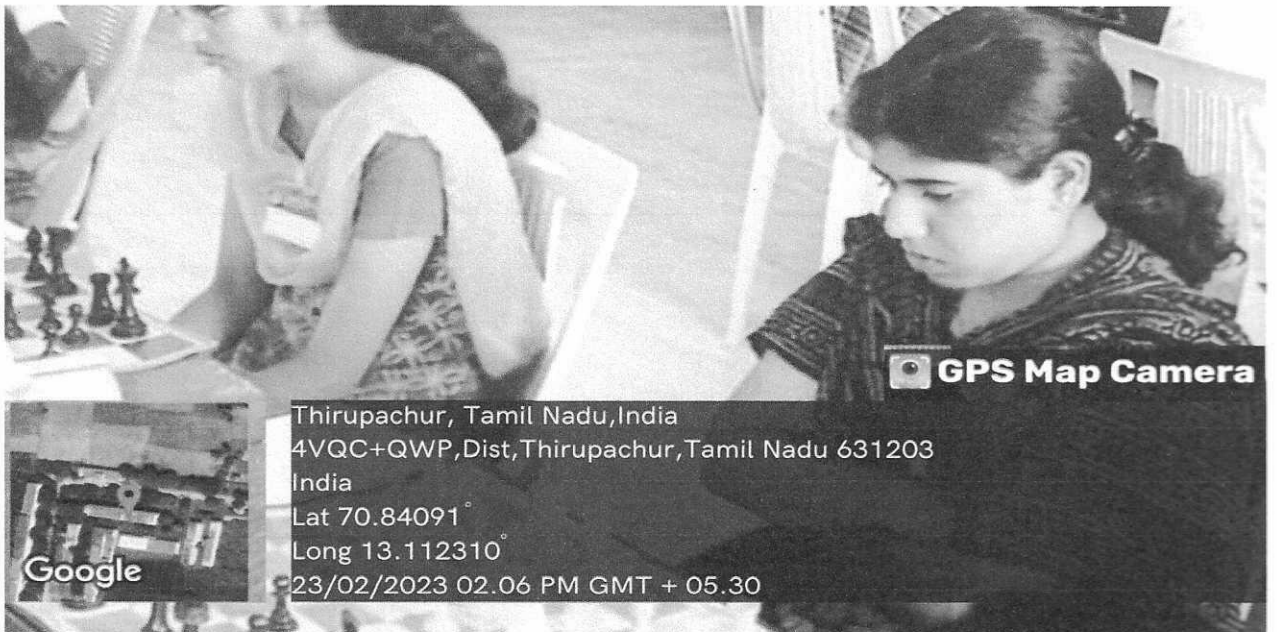 GPS Map Camera
Thirupachur, Tamil Nadu,India
4VQC+QWP,Dist,Thirupachur,Tamil Nadu 631203
India
Lat 70.84091°
Long 13.112310°
23/02/2023 02.06 PM GMT + 05.30
Google